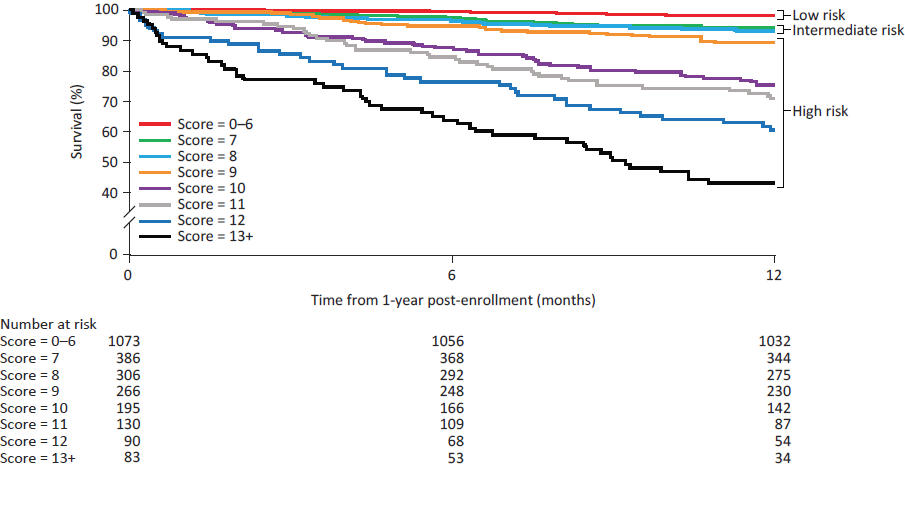 100
90
80
70
60
50
40
0
Survival (%)
Score = 0–6
Score = 7
Score = 8
Score = 9
Score = 10
Score = 11
Score = 12
Score = 13+
Low risk
Intermediate risk
High risk
0 6 12
Time from 1-year post-enrollment (months)
Number at risk
Score = 0–6 1073 1056 1032
Score = 7 386 368 344
Score = 8 306 292 275
Score = 9 266 248 230
Score = 10 195 166 142
Score = 11 130 109 87
Score = 12 90 68 54
Score = 13+ 83 53 34